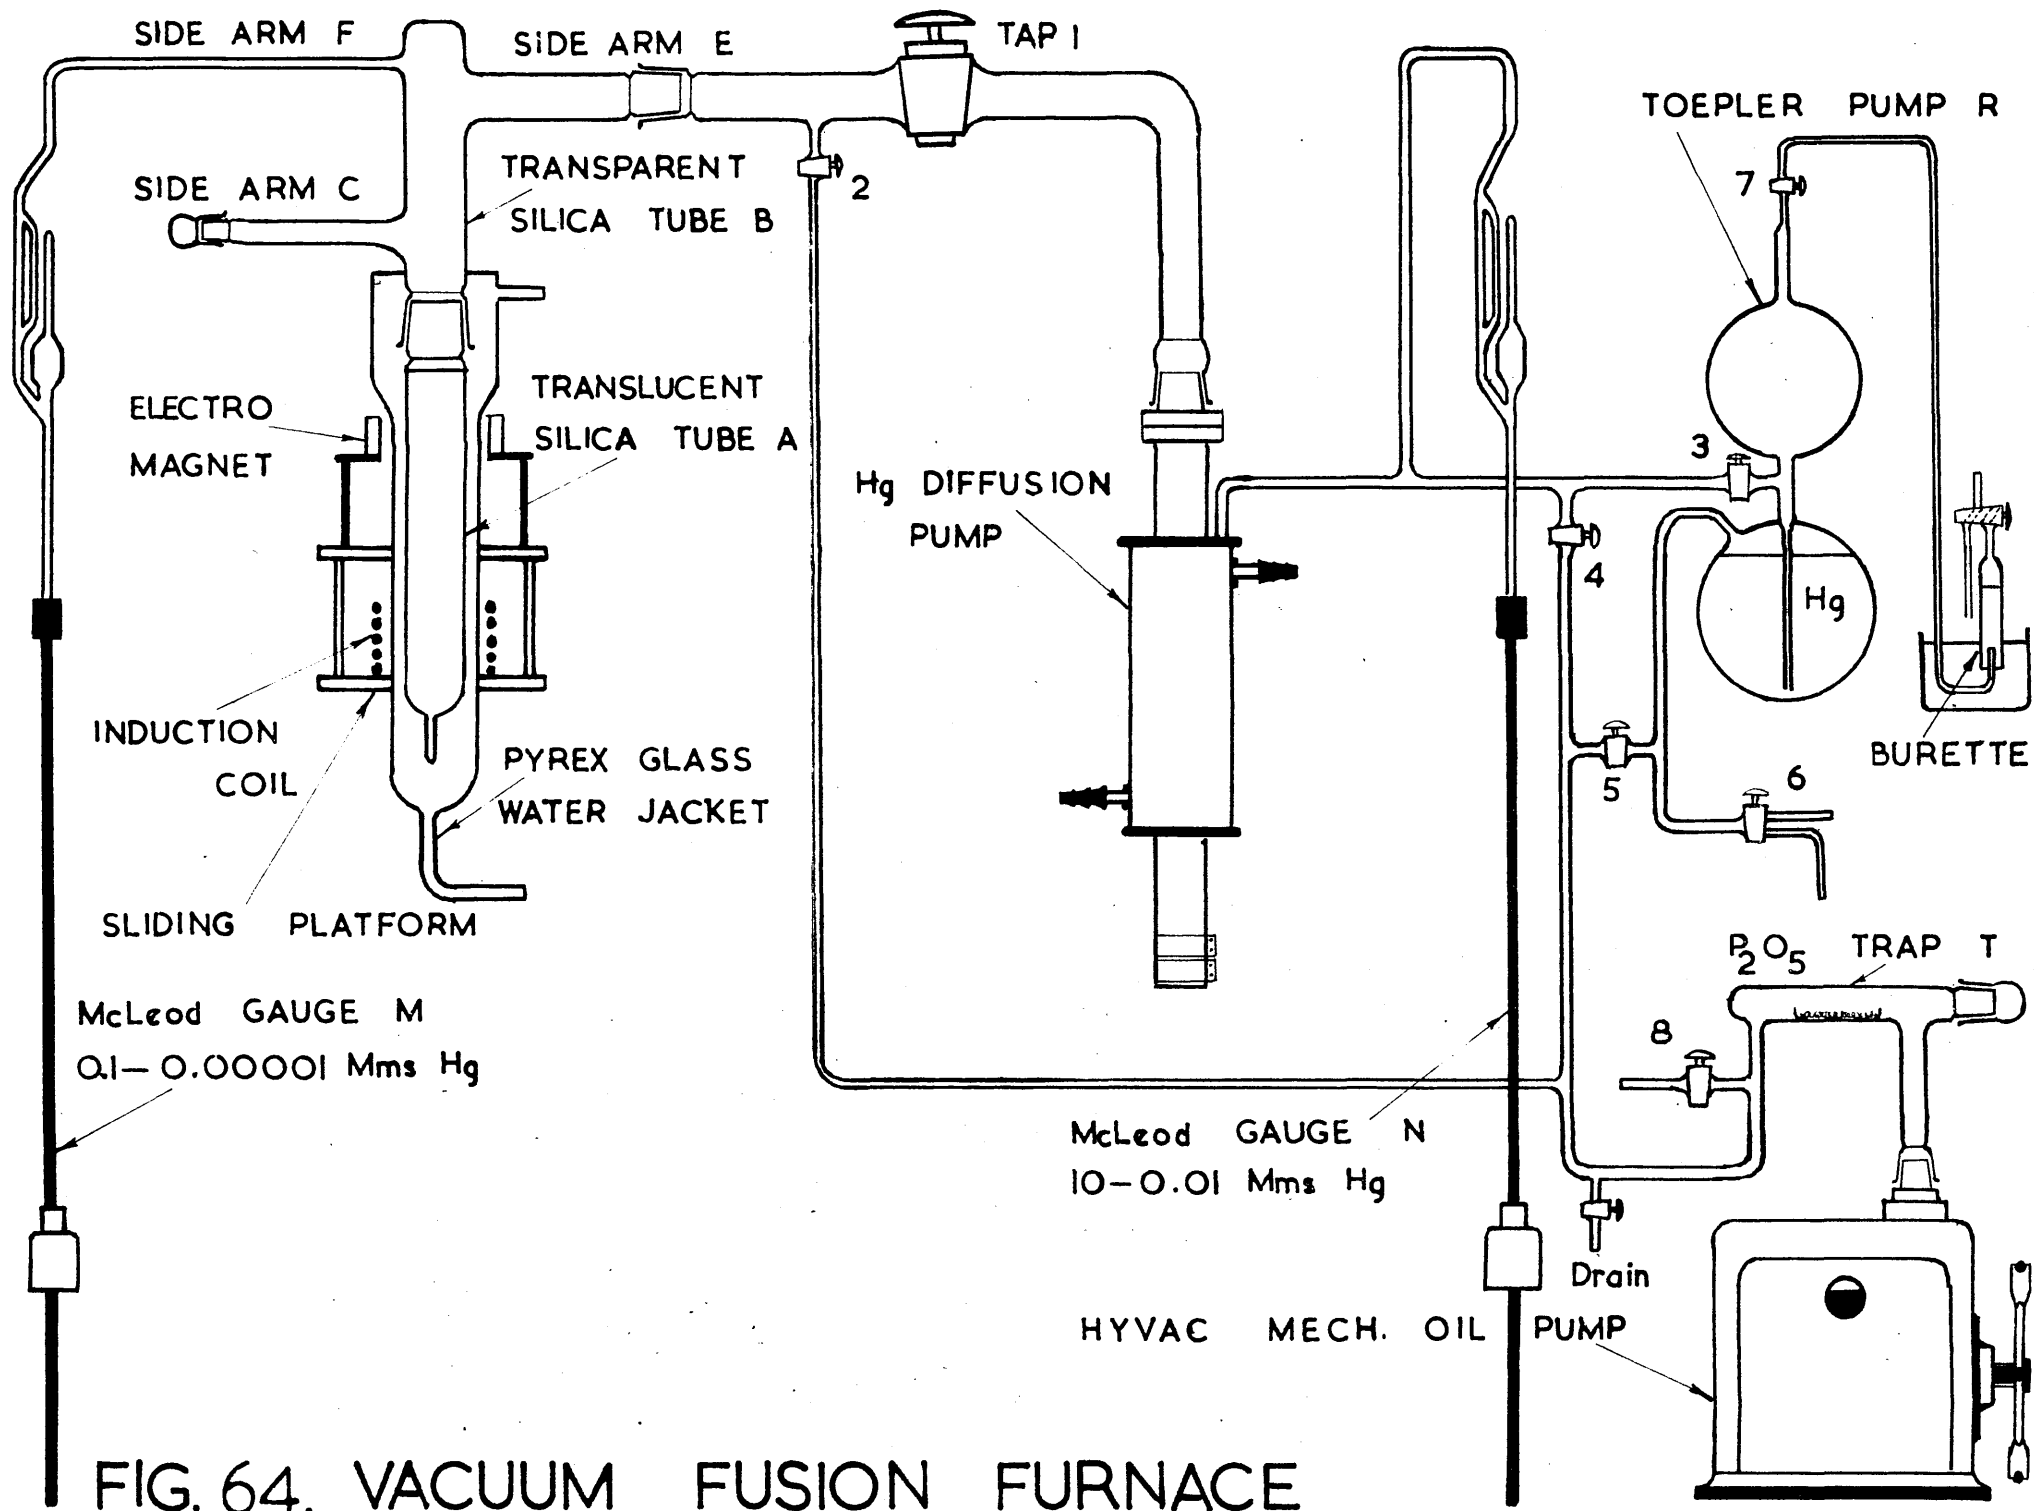 SIDE ARM F
SIDE ARM E
TAP 1
TOEPLER PUMP R
SIDE ARM C
TRANSPARENT
SILICA TUBE B
2
7
ELECTRO
MAGNET
TRANSLUCENT
SILICA TUBE A
Hg DIFFUSION
PUMP
3
4
Hg
INDUCTION
COIL
PYREX GLASS
WATER JACKET
5
6
BURETTE
SLIDING PLATFORM
P2O5 TRAP T
McLeod GAUGE M
0.1-0.00001 Mms Hg
8
McLeod GAUGE N
10-0.01 Mms Hg
Drain
HYVAC MECH. OIL PUMP
FIG. 64. VACUUM FUSION FURNACE